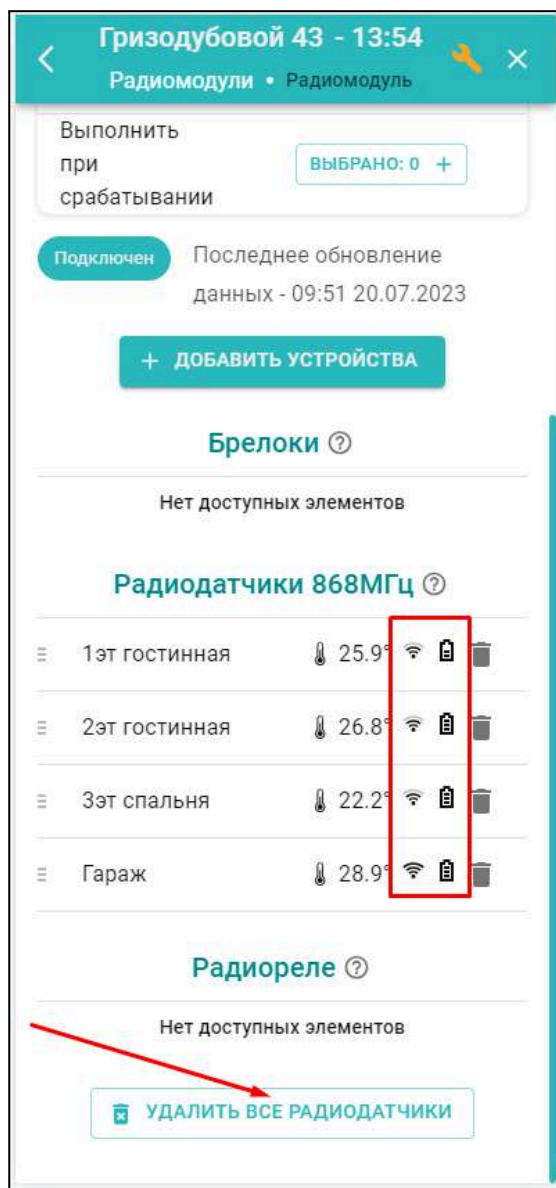 Гризодубовой 43 - 13:54
Радиомодули • Радиомодуль
Выполнить
при
срабатывании
ВЫБРАНО: 0 +
Подключен
Последнее обновление
данных - 09:51 20.07.2023
+ ДОБАВИТЬ УСТРОЙСТВА
Брелоки ?
Нет доступных элементов
Радиодатчики 868МГц ?
1эт гостинная 25.9°
2эт гостинная 26.8°
3эт спальня 22.2°
Гараж 28.9°
Радиореле ?
Нет доступных элементов
УДАЛИТЬ ВСЕ РАДИОДАТЧИКИ